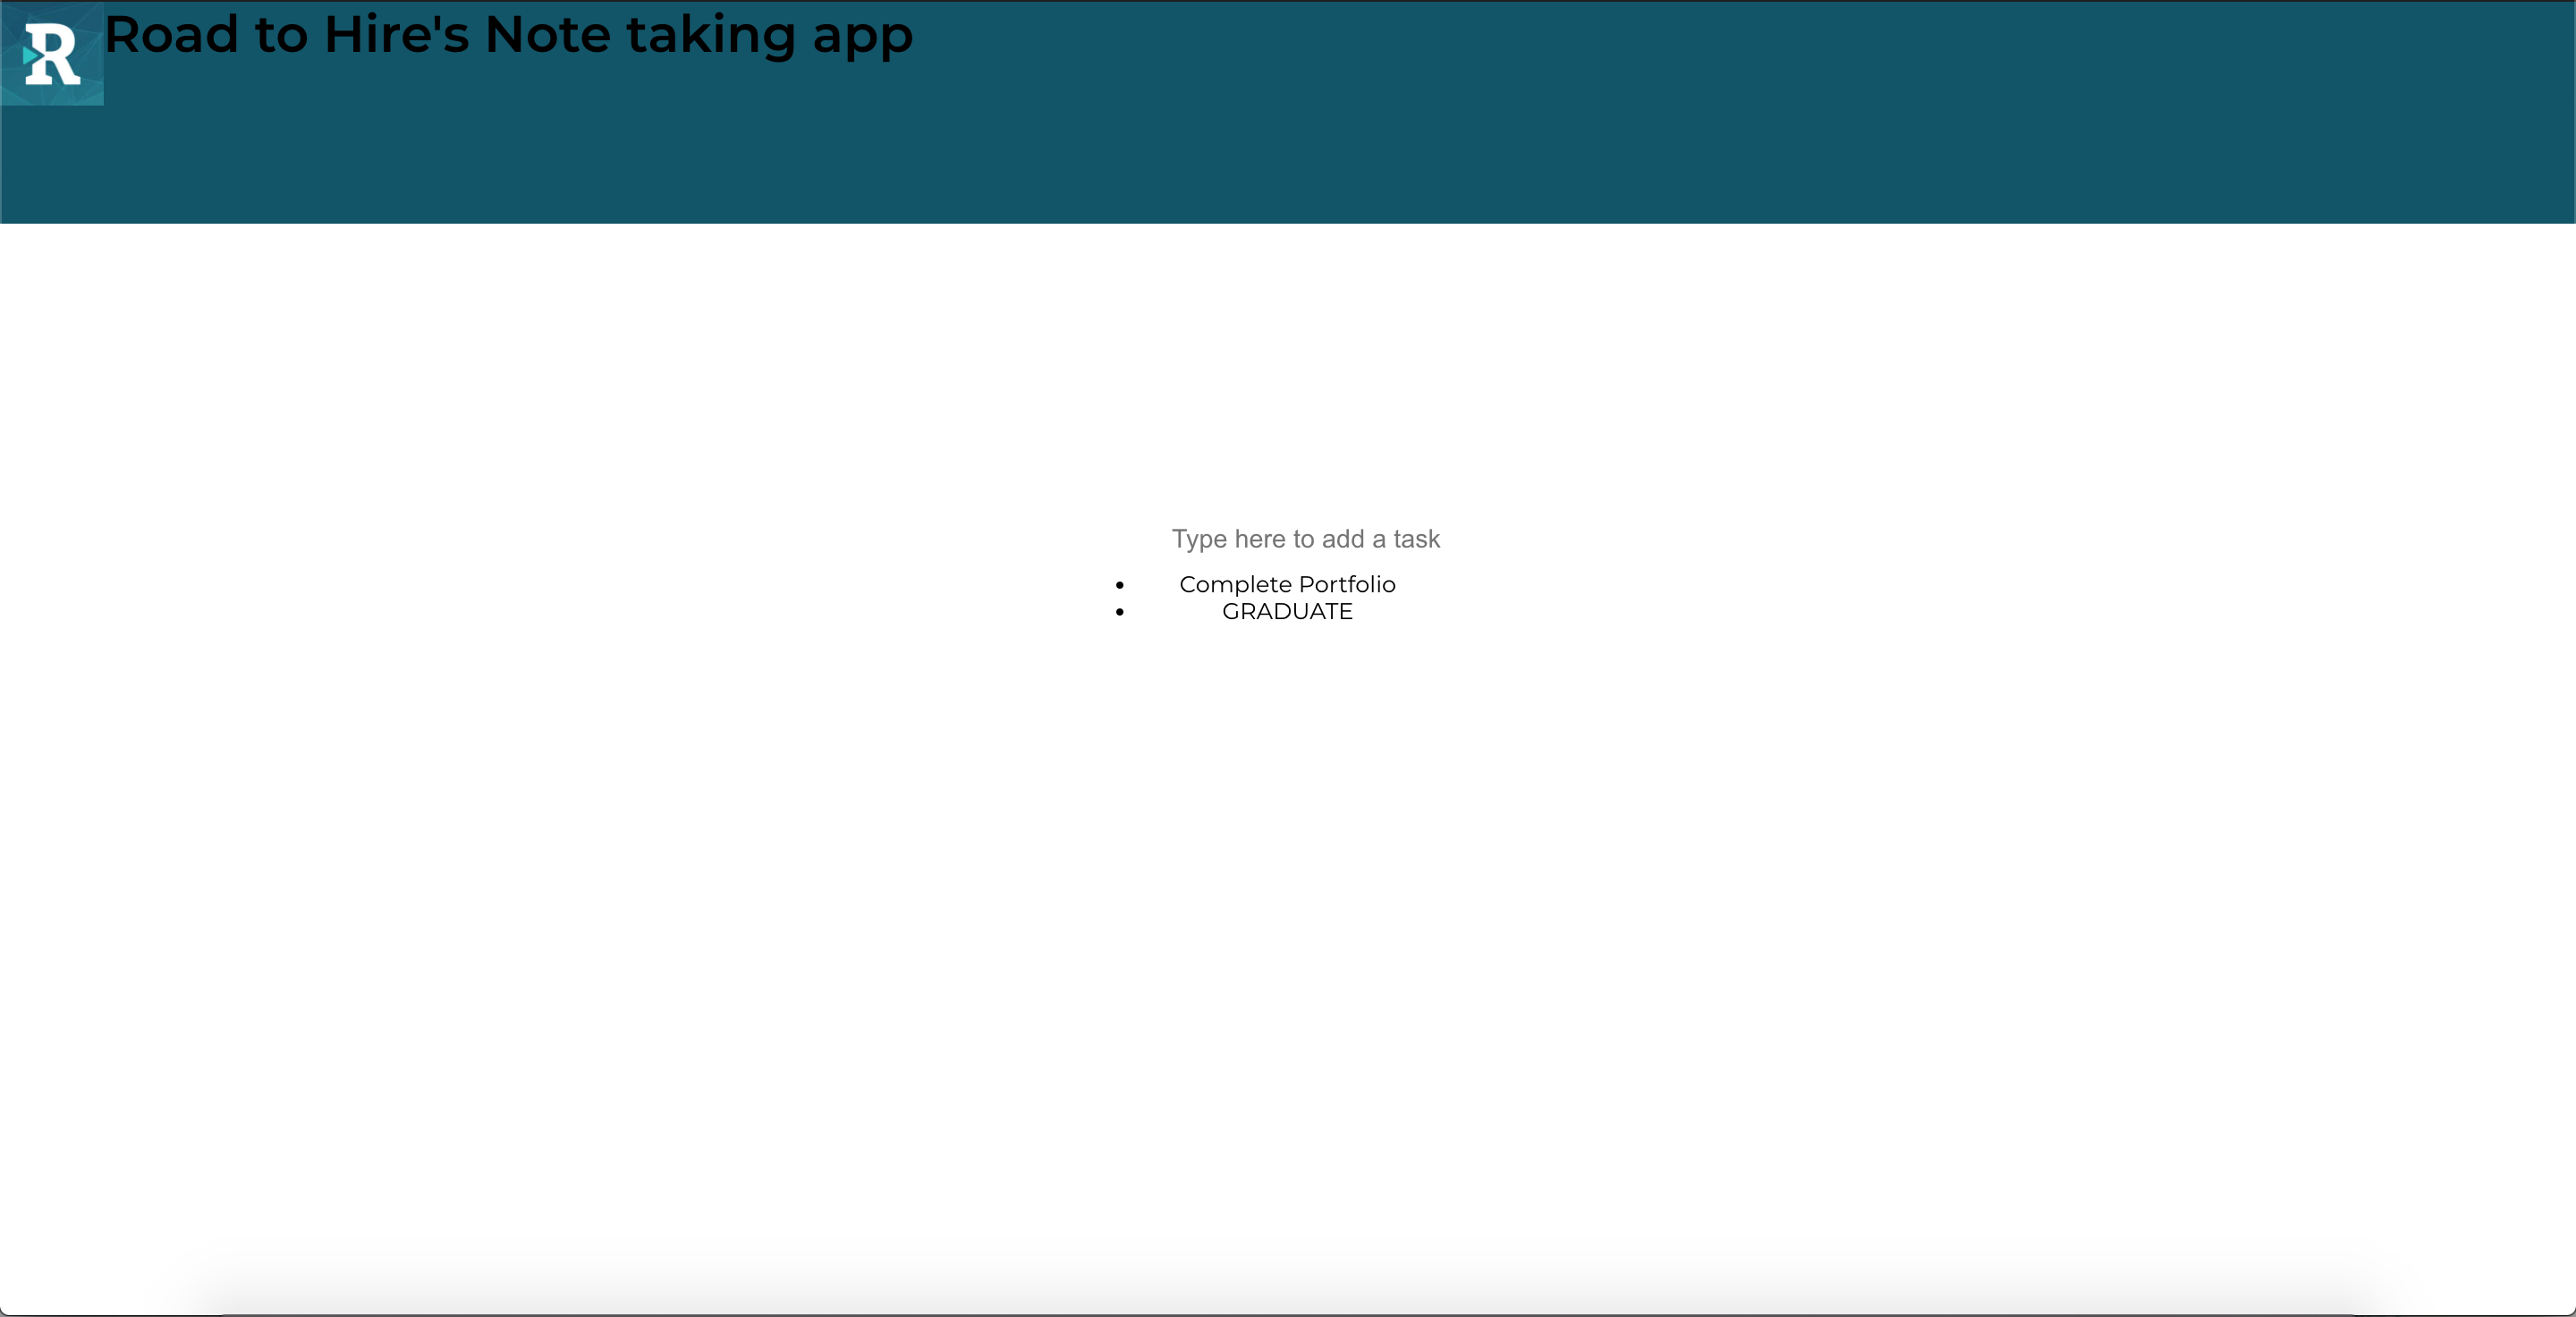 R
Road to Hire's Note taking app
Type here to add a task
Complete Portfolio
GRADUATE